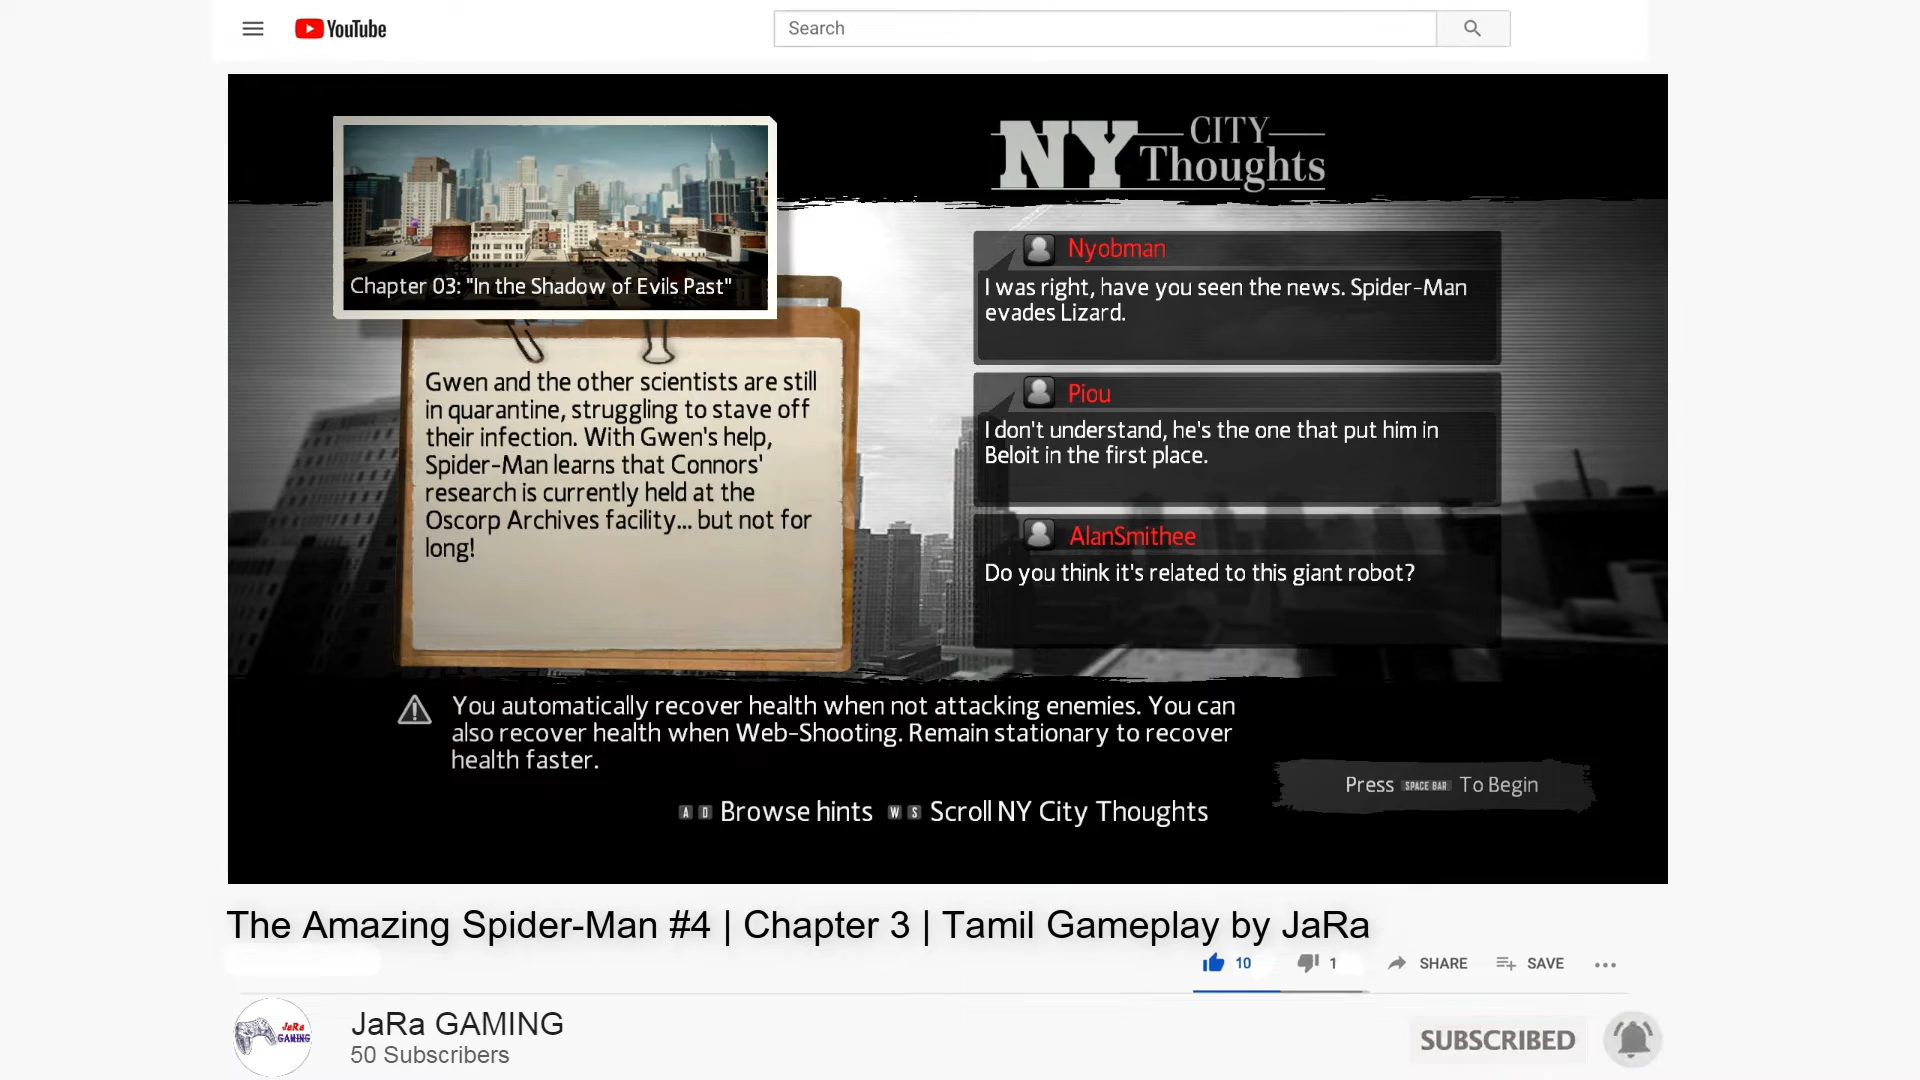 YouTube
Search
NY CITY
Thoughts
Chapter 03: "In the Shadow of Evils Past"
Gwen and the other scientists are still
in quarantine, struggling to stave off
their infection. With Gwen's help,
Spider-Man learns that Connors'
research is currently held at the
Oscorp Archives facility... but not for
long!
Nyobman
I was right, have you seen the news. Spider-Man
evades Lizard.
Piou
I don't understand, he's the one that put him in
Beloit in the first place.
AlanSmithee
Do you think it's related to this giant robot?
You automatically recover health when not attacking enemies. You can
also recover health when Web-Shooting. Remain stationary to recover
health faster.
Press SPACE BAR To Begin
A D Browse hints W S Scroll NY City Thoughts
The Amazing Spider-Man #4 | Chapter 3 | Tamil Gameplay by JaRa
10 1 SHARE SAVE
JaRa
GAMING
JaRa GAMING
50 Subscribers
SUBSCRIBED